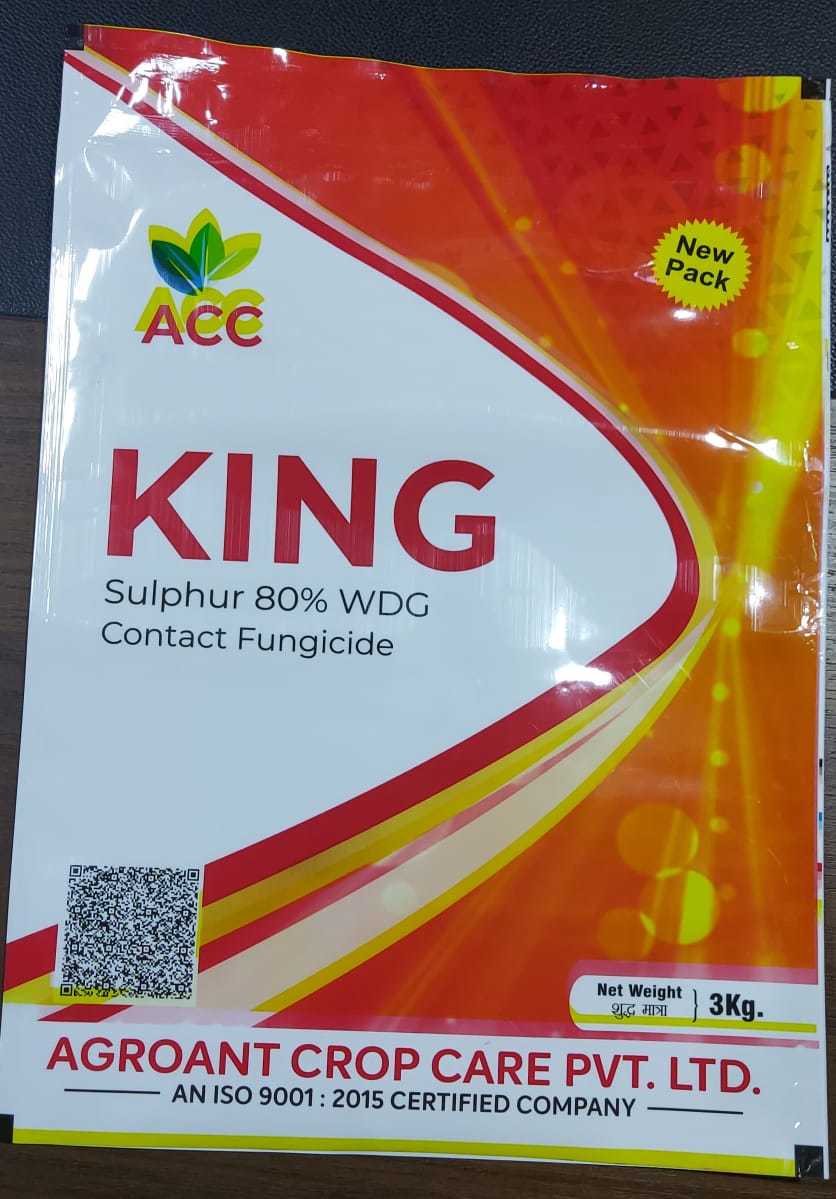 New
Pack
ACC
KING
Sulphur 80% WDG
Contact Fungicide
Net Weight
शुद्ध मात्रा
} 3Kg.
AGROANT CROP CARE PVT. LTD.
AN ISO 9001 : 2015 CERTIFIED COMPANY